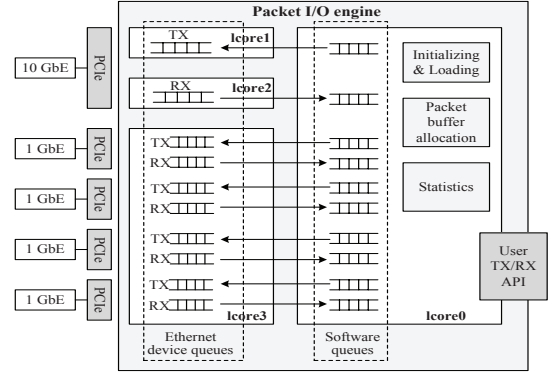 Packet I/O engine
TX
lcore1
10 GbE
PCIe
RX
lcore2
Initializing
& Loading
Packet
buffer
allocation
Statistics
1 GbE
PCIe
TX
RX
1 GbE
PCIe
TX
RX
1 GbE
PCIe
TX
RX
1 GbE
PCIe
TX
RX
User
TX/RX
API
lcore3
lcore0
Ethernet
device queues
Software
queues